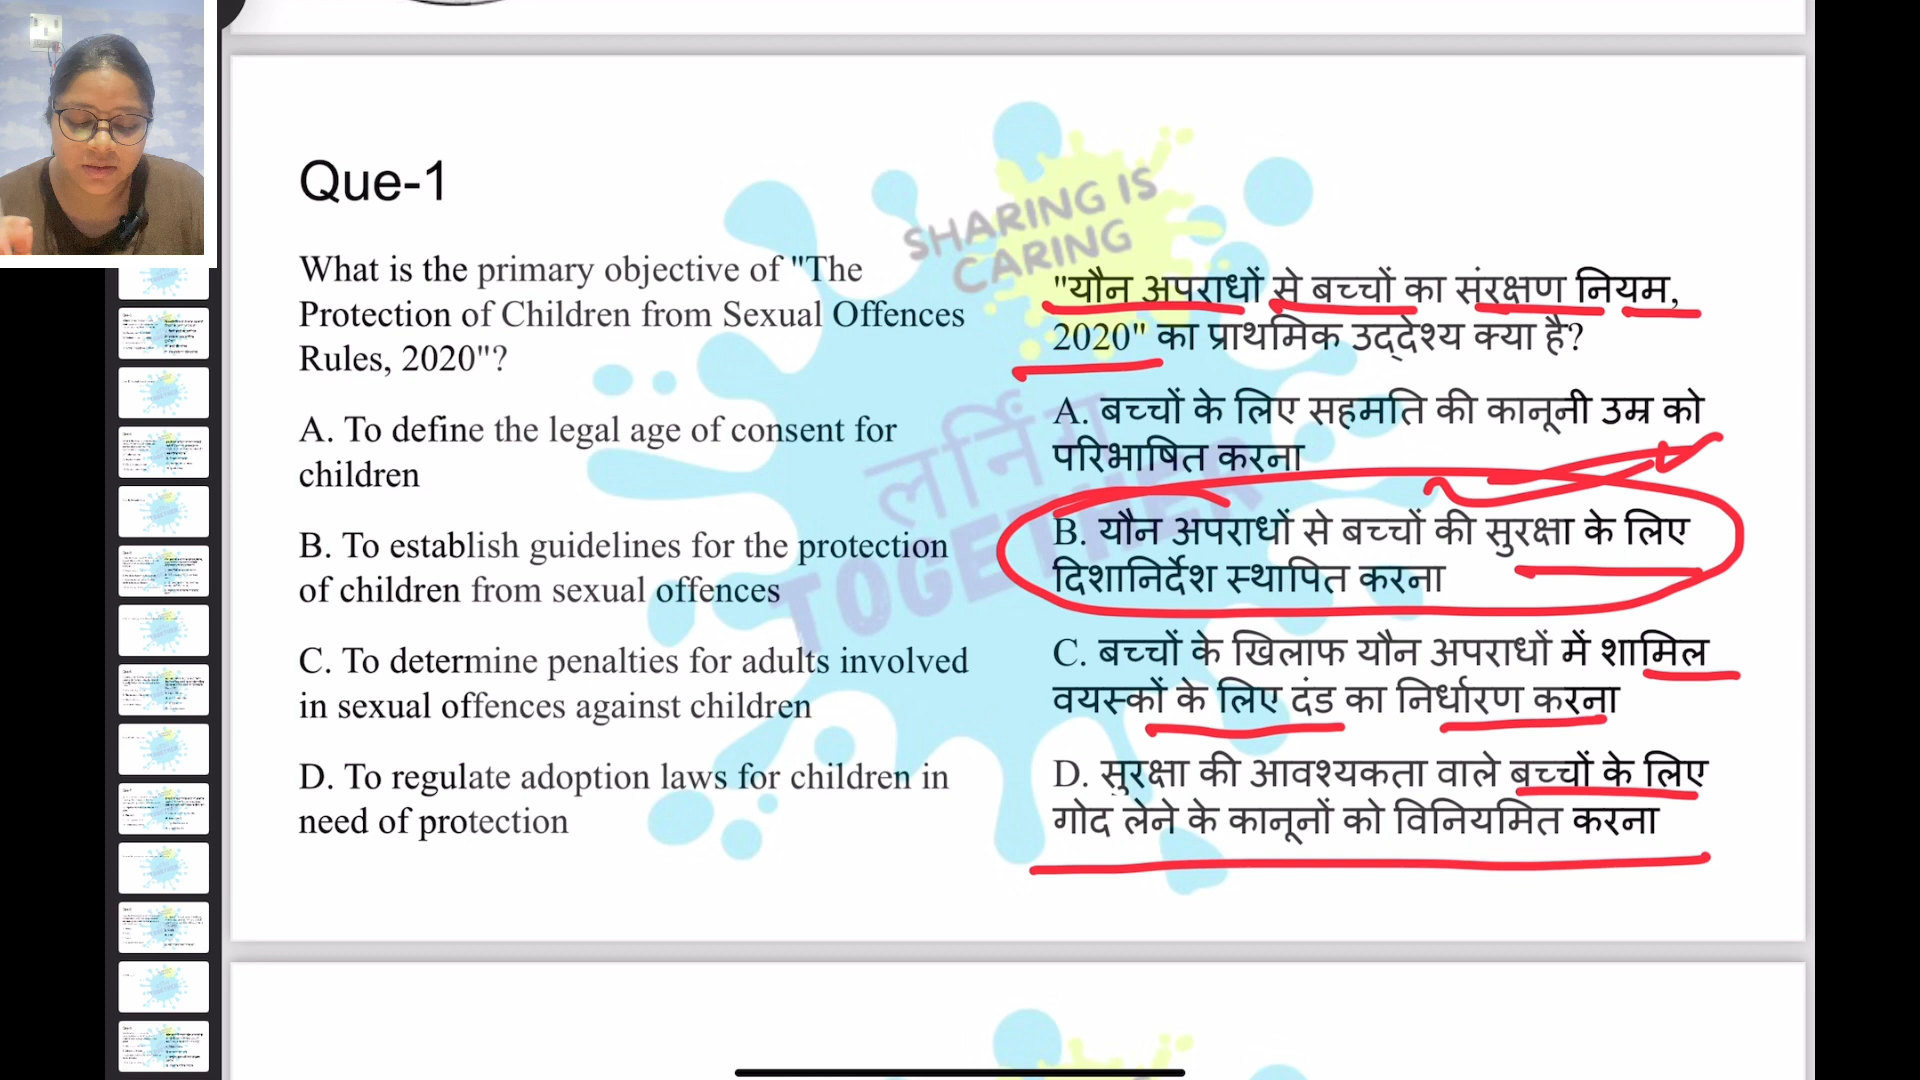 Que-1
What is the primary objective of "The
Protection of Children from Sexual Offences
Rules, 2020"?
A. To define the legal age of consent for
children
B. To establish guidelines for the protection
of children from sexual offences
C. To determine penalties for adults involved
in sexual offences against children
D. To regulate adoption laws for children in
need of protection
SHARING IS
CARING
लर्निंग
TOGETHER
"यौन अपराधों से बच्चों का संरक्षण नियम,
2020" का प्राथमिक उद्देश्य क्या है?
A. बच्चों के लिए सहमति की कानूनी उम्र को
परिभाषित करना
B. यौन अपराधों से बच्चों की सुरक्षा के लिए
दिशानिर्देश स्थापित करना
C. बच्चों के खिलाफ यौन अपराधों में शामिल
वयस्कों के लिए दंड का निर्धारण करना
D. सुरक्षा की आवश्यकता वाले बच्चों के लिए
गोद लेने के कानूनों को विनियमित करना